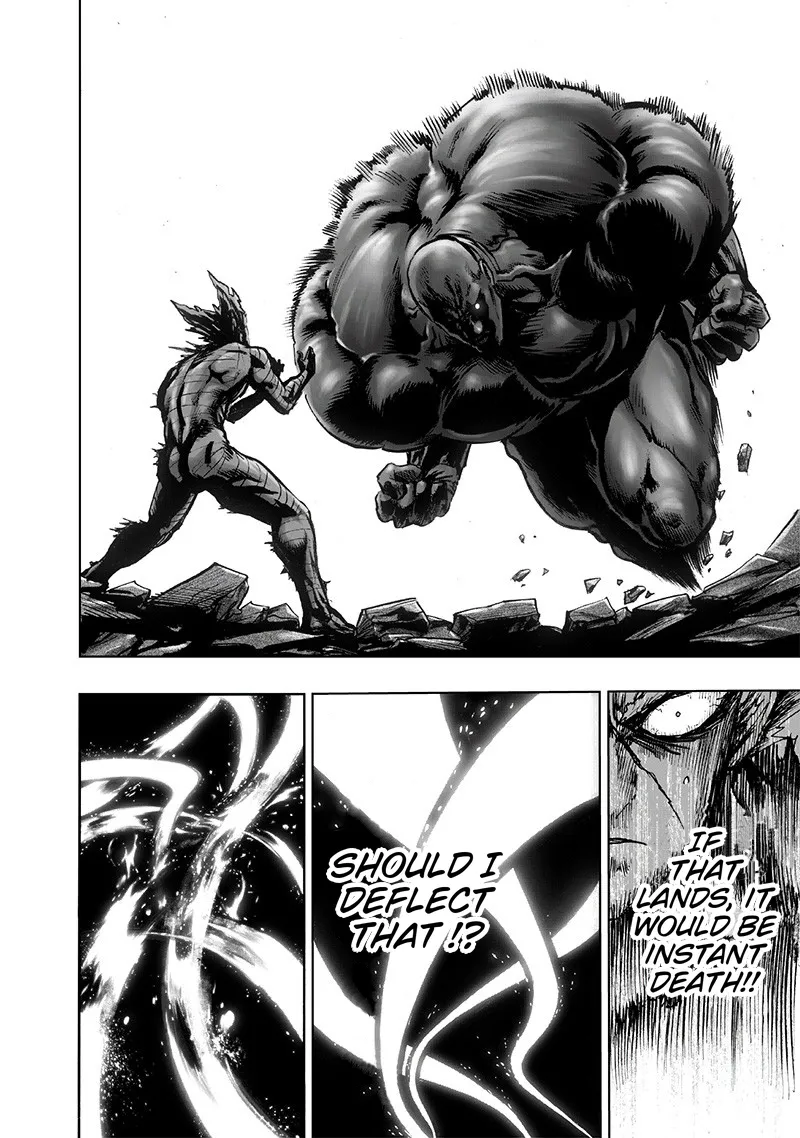 IF
THAT
LANDS, IT
WOULD BE
INSTANT
DEATH!!
SHOULD I
DEFLECT
THAT !?